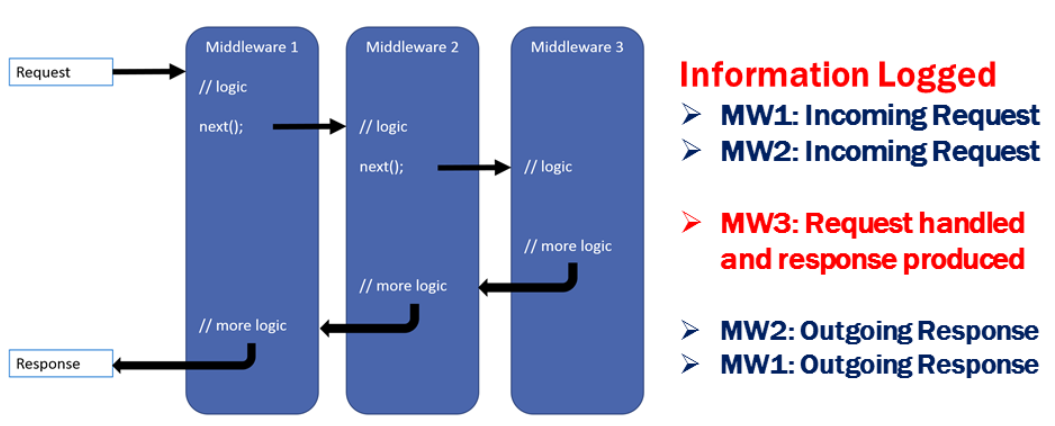 Request
Middleware 1
// logic
next();
// more logic
Response
Middleware 2
// logic
next();
// more logic
Middleware 3
// logic
// more logic
Information Logged
MW1: Incoming Request
MW2: Incoming Request
MW3: Request handled
and response produced
MW2: Outgoing Response
MW1: Outgoing Response